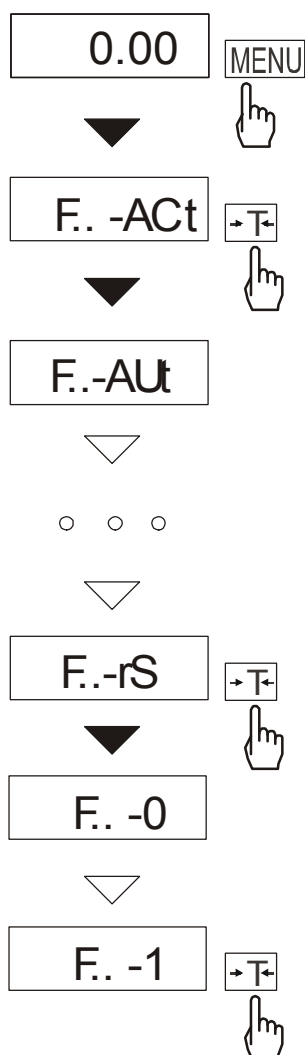 0.00 MENU
F.. -ACt →T←
F..-AUt
F..-rS →T←
F.. -0
F.. -1 →T←